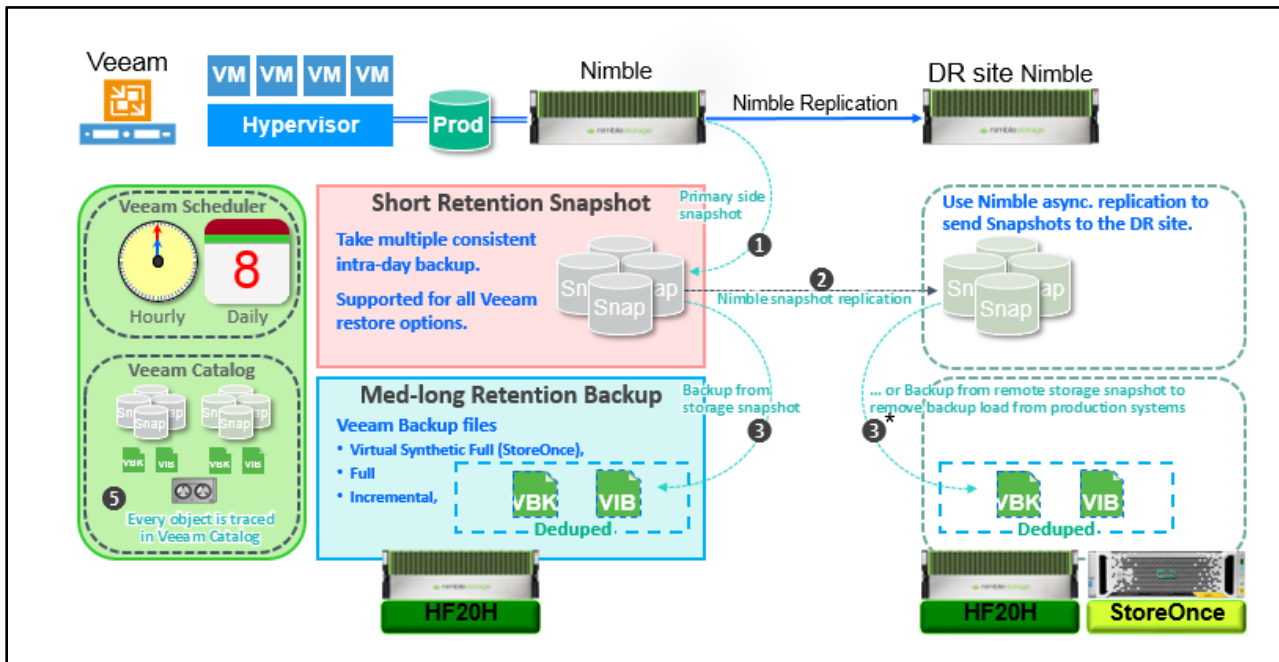 Veeam
VM VM VM VM
Hypervisor
Prod
Nimble
nimblestorage
Nimble Replication
DR site Nimble
nimblestorage
Veeam Scheduler
8
Hourly
Daily
Veeam Catalog
Snap
Snap
VBK VIB VBK VIB
5
Every object is traced
in Veeam Catalog
Short Retention Snapshot
Take multiple consistent
intra-day backup.
Supported for all Veeam
restore options.
Snap
Primary side
snapshot
1
2
Nimble snapshot replication
Use Nimble async. replication to
send Snapshots to the DR site.
Snap
Med-long Retention Backup
Veeam Backup files
• Virtual Synthetic Full (StoreOnce),
• Full
• Incremental,
VBK VIB
Deduped
Backup from
storage snapshot
3
... or Backup from remote storage snapshot to
remove backup load from production systems
3*
VBK VIB
Deduped
nimblestorage
HF20H
nimblestorage
HF20H
StoreOnce